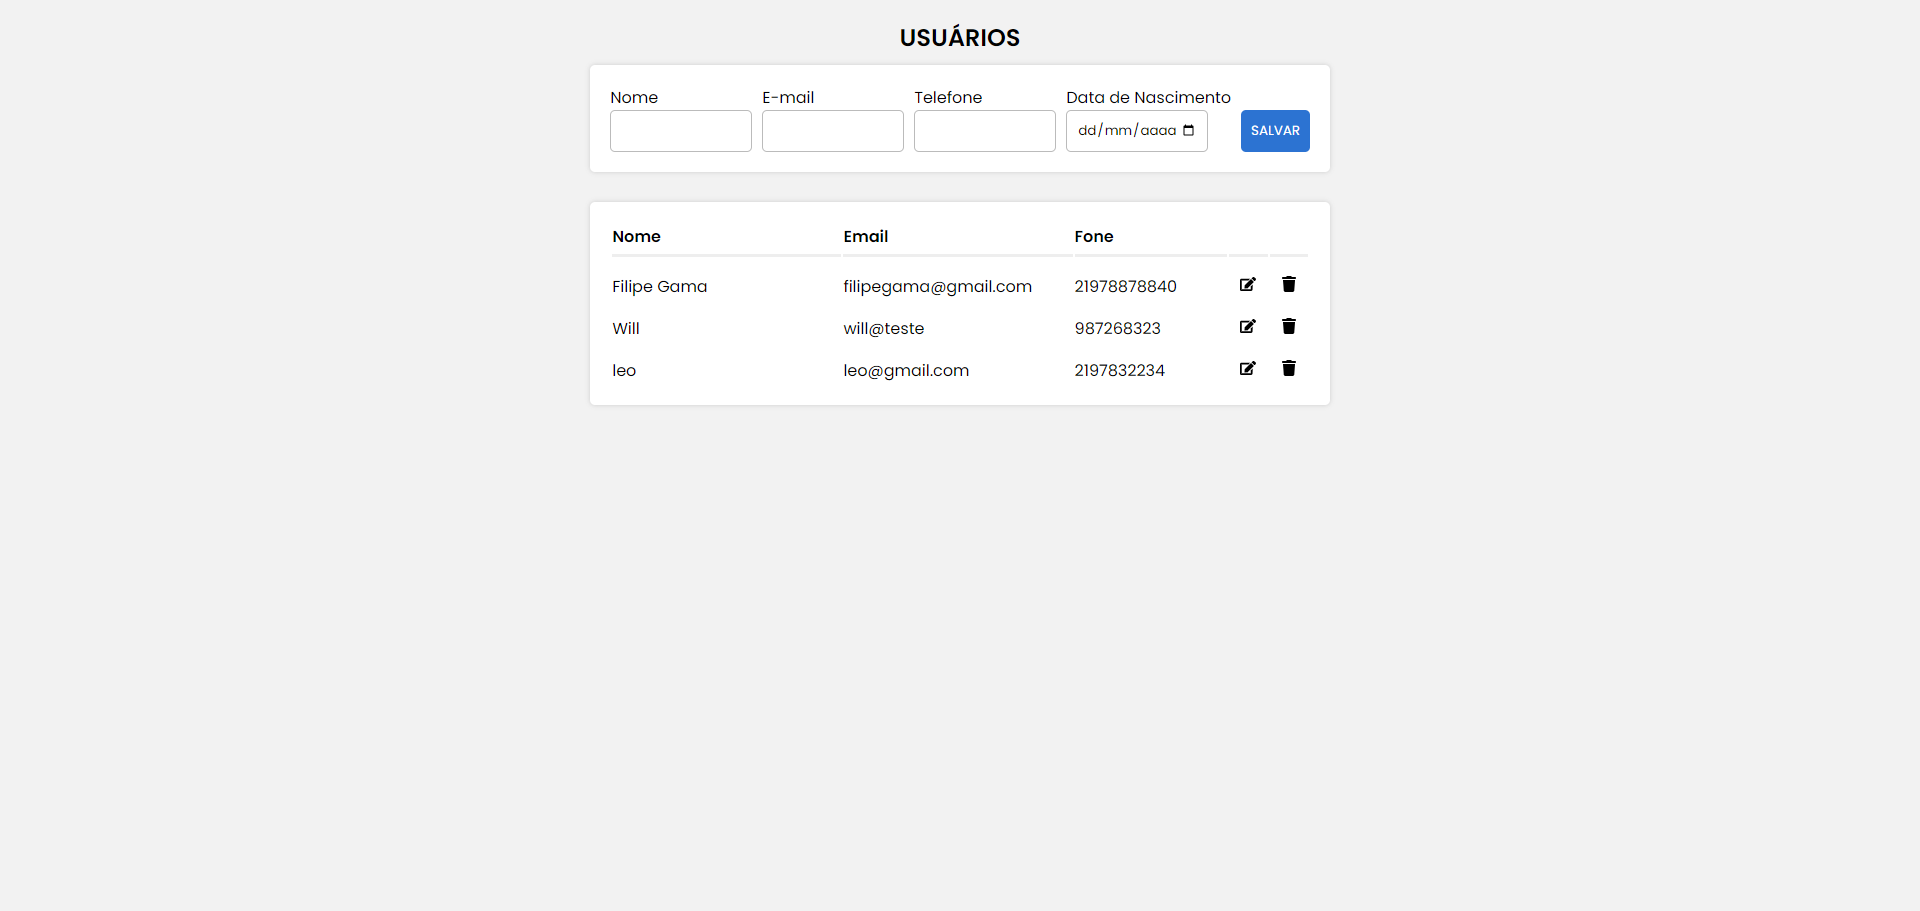 USUÁRIOS
Nome E-mail Telefone Data de Nascimento
dd/mm/aaaa SALVAR
Nome Email Fone
Filipe Gama filipegama@gmail.com 21978878840
Will will@teste 987268323
leo leo@gmail.com 2197832234